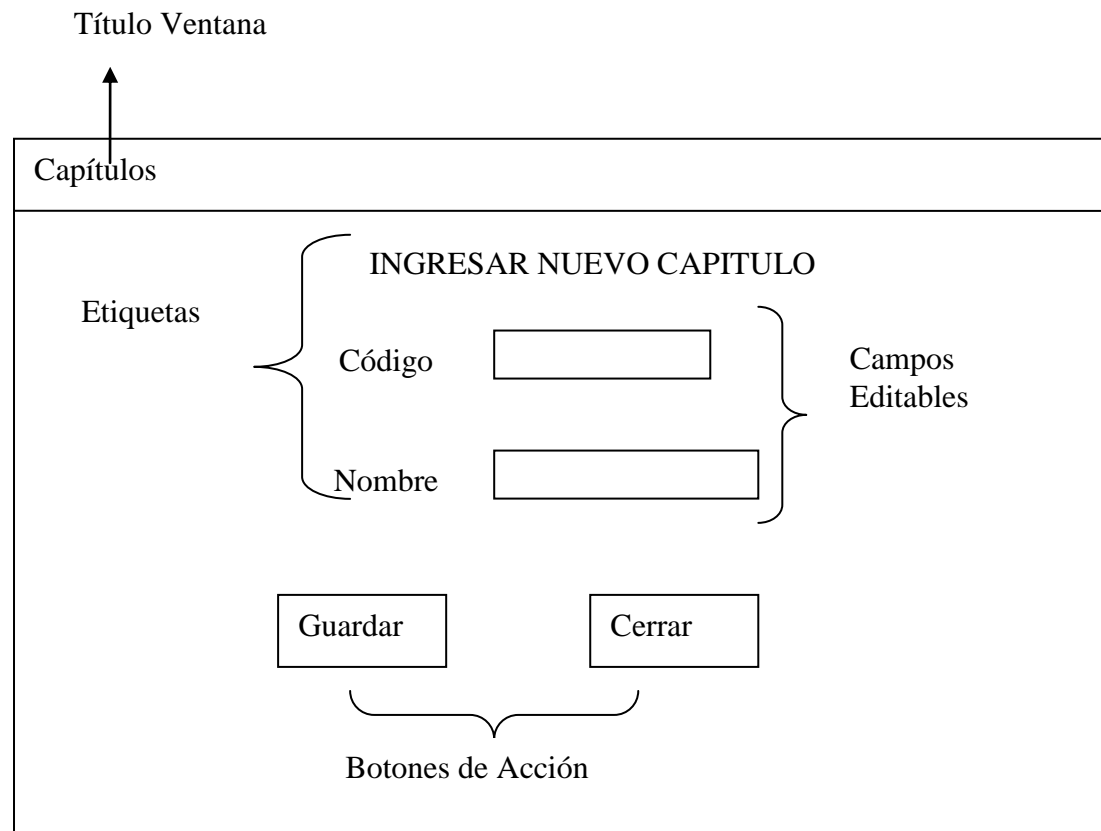 Título Ventana
Capítulos
INGRESAR NUEVO CAPITULO
Etiquetas
Código
Campos
Editables
Nombre
Guardar
Cerrar
Botones de Acción